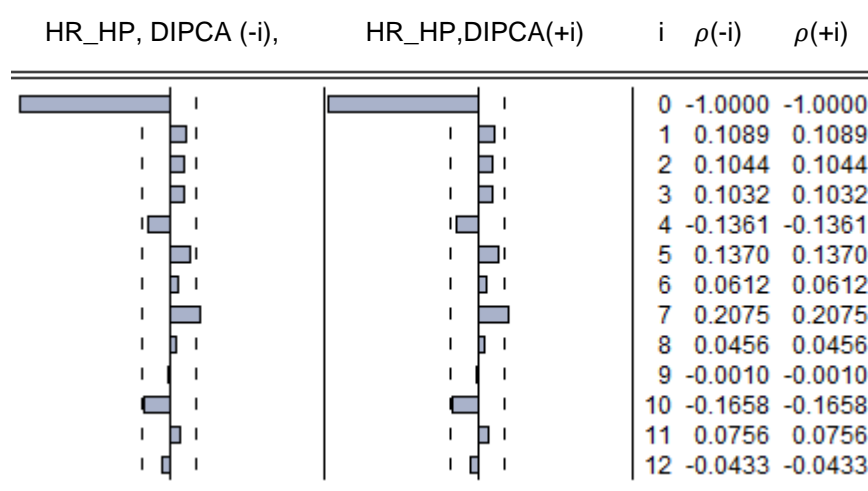 HR_HP, DIPCA (-i), HR_HP,DIPCA(+i) i ρ(-i) ρ(+i)
0 -1.0000 -1.0000
1 0.1089 0.1089
2 0.1044 0.1044
3 0.1032 0.1032
4 -0.1361 -0.1361
5 0.1370 0.1370
6 0.0612 0.0612
7 0.2075 0.2075
8 0.0456 0.0456
9 -0.0010 -0.0010
10 -0.1658 -0.1658
11 0.0756 0.0756
12 -0.0433 -0.0433